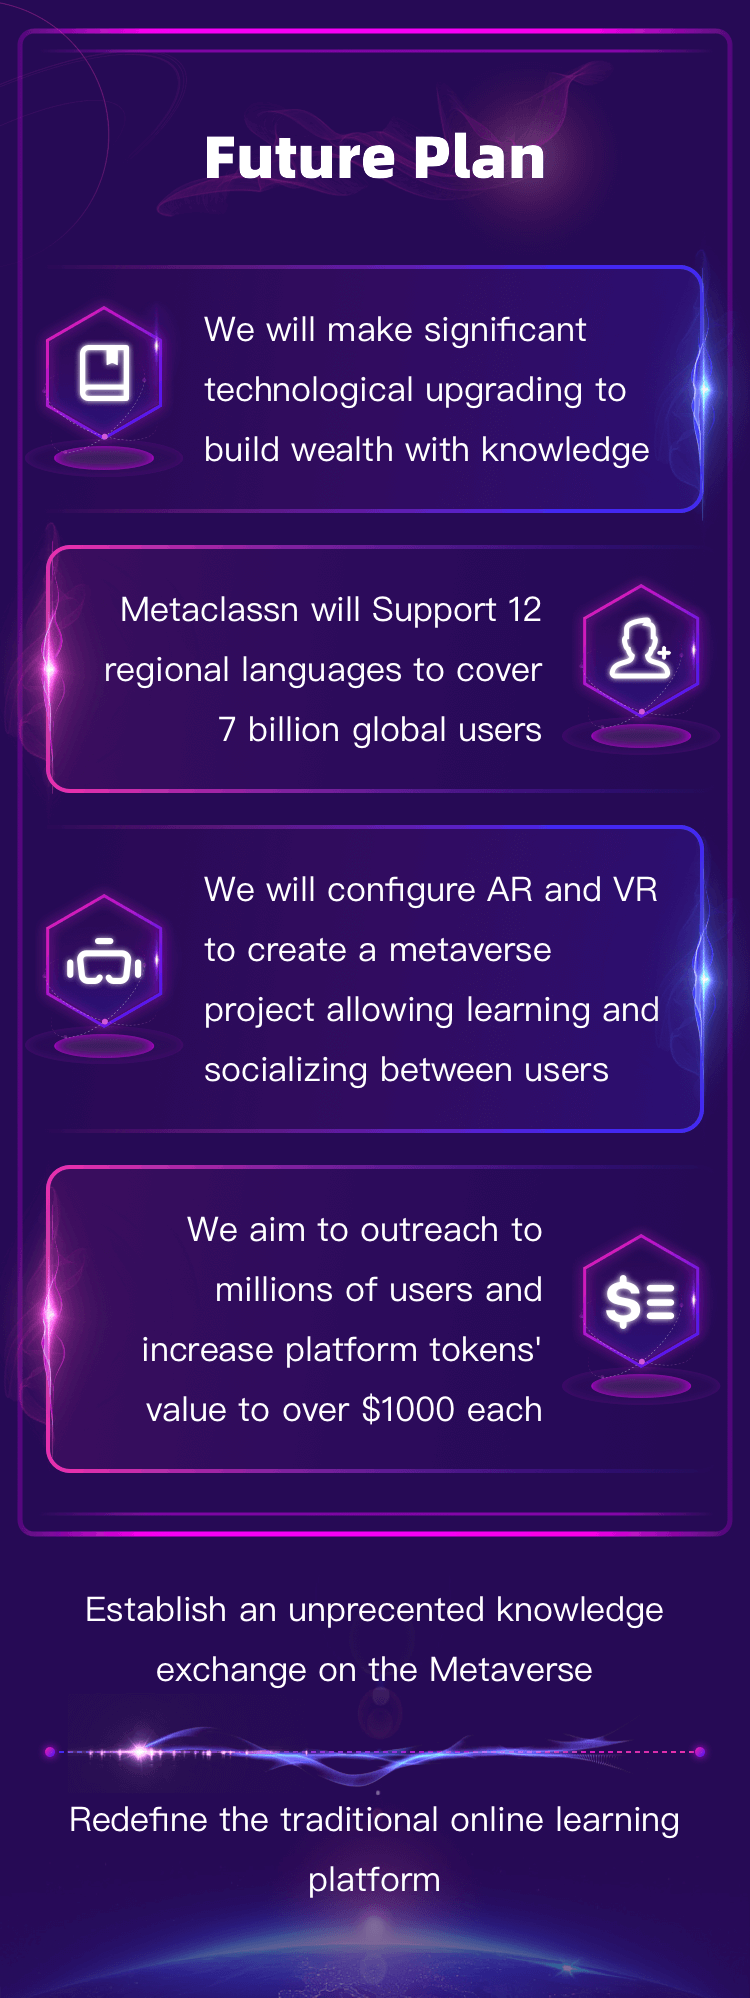 Future Plan
We will make significant
technological upgrading to
build wealth with knowledge
Metaclassn will Support 12
regional languages to cover
7 billion global users
We will configure AR and VR
to create a metaverse
project allowing learning and
socializing between users
We aim to outreach to
millions of users and
increase platform tokens'
value to over $1000 each
Establish an unprecented knowledge
exchange on the Metaverse
Redefine the traditional online learning
platform